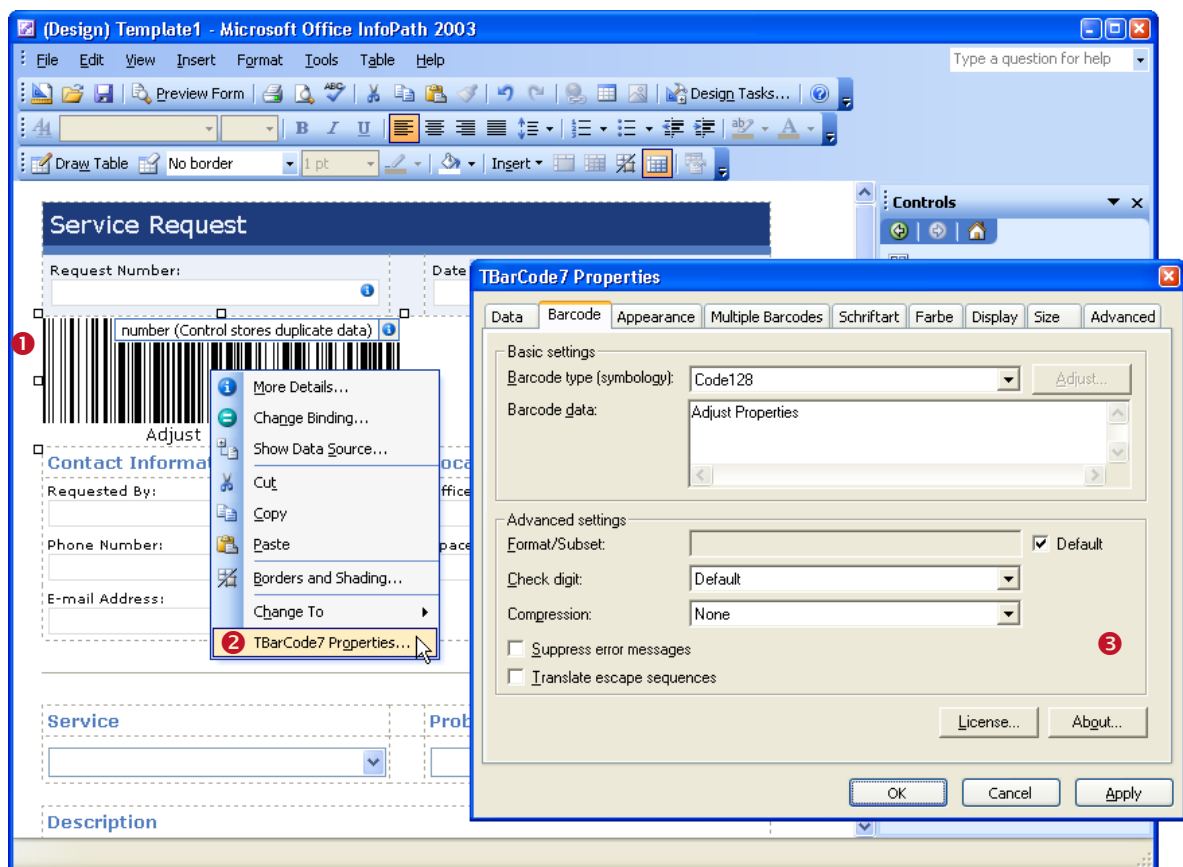 (Design) Template1 - Microsoft Office InfoPath 2003
File Edit View Insert Format Tools Table Help
Type a question for help
Preview Form
Design Tasks...
B I U
Draw Table No border 1 pt Insert
Controls
Service Request
Request Number:
Date
1
number (Control stores duplicate data)
Adjust
More Details...
Change Binding...
Show Data Source...
Cut
Copy
Paste
Borders and Shading...
Change To
2 TBarCode7 Properties...
Contact Informat
Requested By:
ffice
Phone Number:
pace
E-mail Address:
Service
Prob
Description
TBarCode7 Properties
Data Barcode Appearance Multiple Barcodes Schriftart Farbe Display Size Advanced
Basic settings
Barcode type (symbology): Code128 Adjust...
Barcode data: Adjust Properties
Advanced settings
Format/Subset: Default
Check digit: Default
Compression: None
Suppress error messages
3
Translate escape sequences
License... About...
OK Cancel Apply